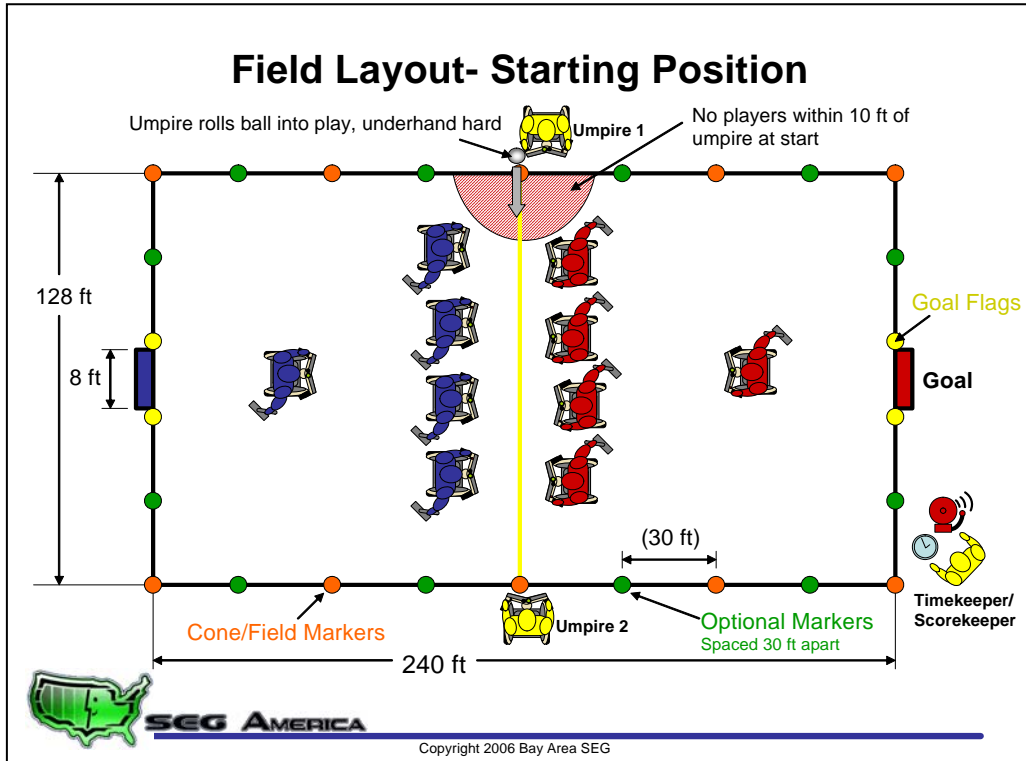 Field Layout- Starting Position
Umpire rolls ball into play, underhand hard
Umpire 1
No players within 10 ft of
umpire at start
128 ft
8 ft
Goal Flags
Goal
(30 ft)
Cone/Field Markers
Umpire 2
Optional Markers
Spaced 30 ft apart
Timekeeper/
Scorekeeper
240 ft
SEG AMERICA
Copyright 2006 Bay Area SEG